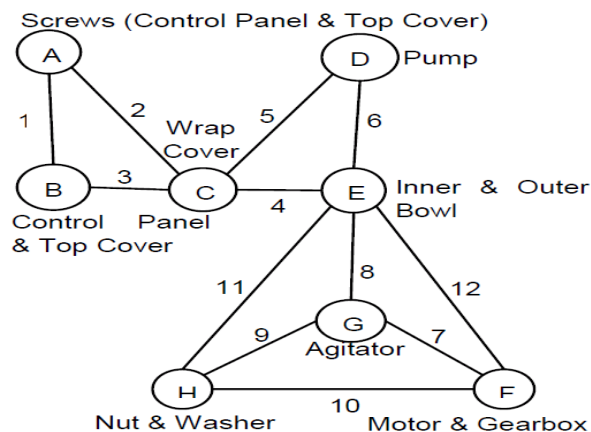 Screws (Control Panel & Top Cover)
A
D
Pump
1
2
5
6
Wrap
Cover
B
3
C
4
E
Inner & Outer
Bowl
Control Panel
& Top Cover
11
8
12
G
9
7
Agitator
H
10
F
Nut & Washer
Motor & Gearbox